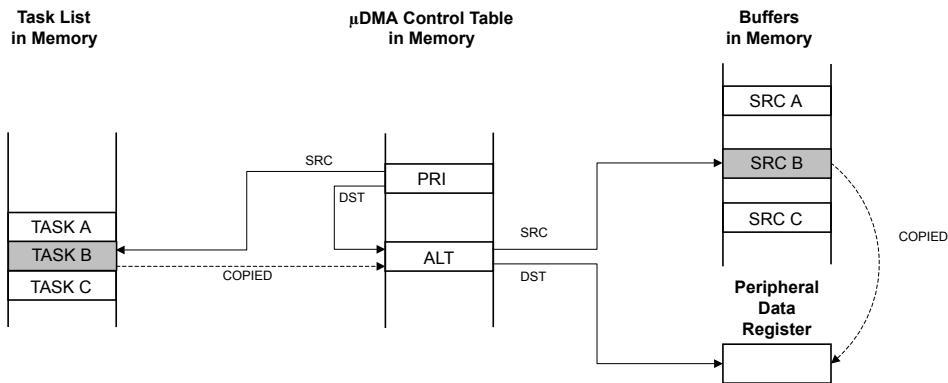 Task List
in Memory
µDMA Control Table
in Memory
Buffers
in Memory
SRC A
SRC
PRI
SRC B
DST
TASK A
SRC C
SRC
COPIED
TASK B
ALT
COPIED
DST
TASK C
Peripheral
Data
Register